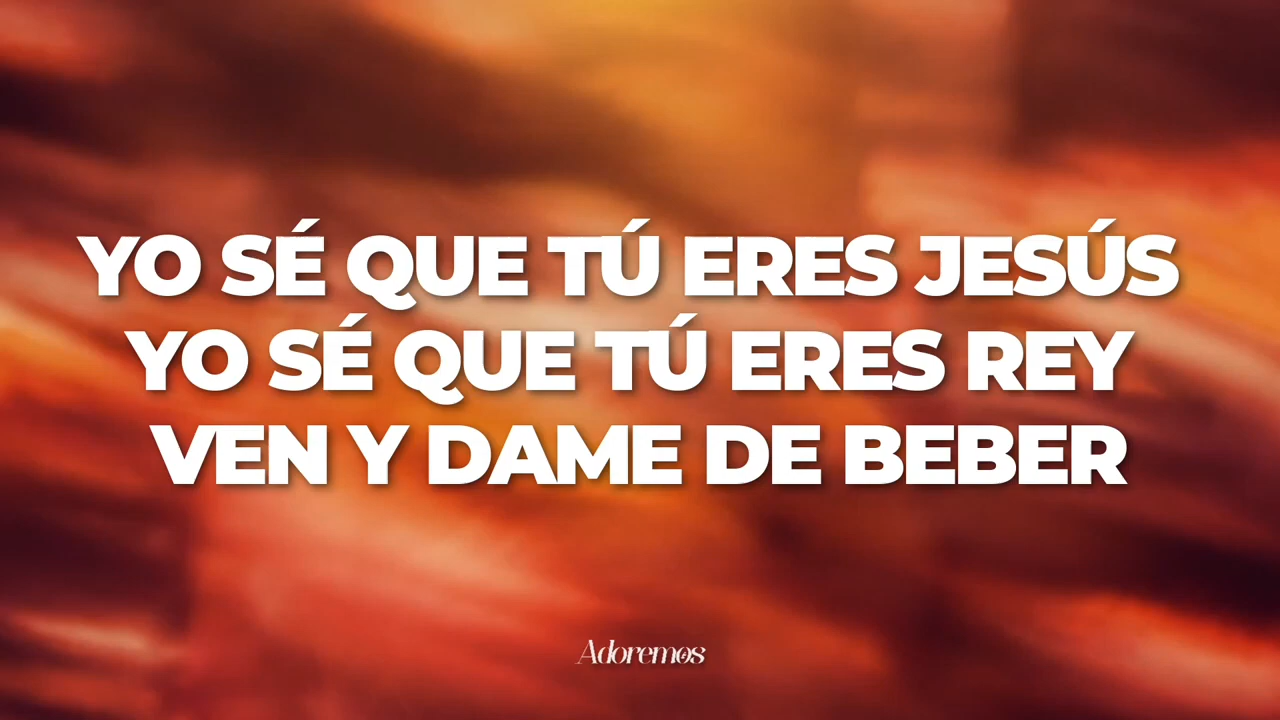 YO SÉ QUE TÚ ERES JESÚS
YO SÉ QUE TÚ ERES REY
VEN Y DAME DE BEBER
Adoremos